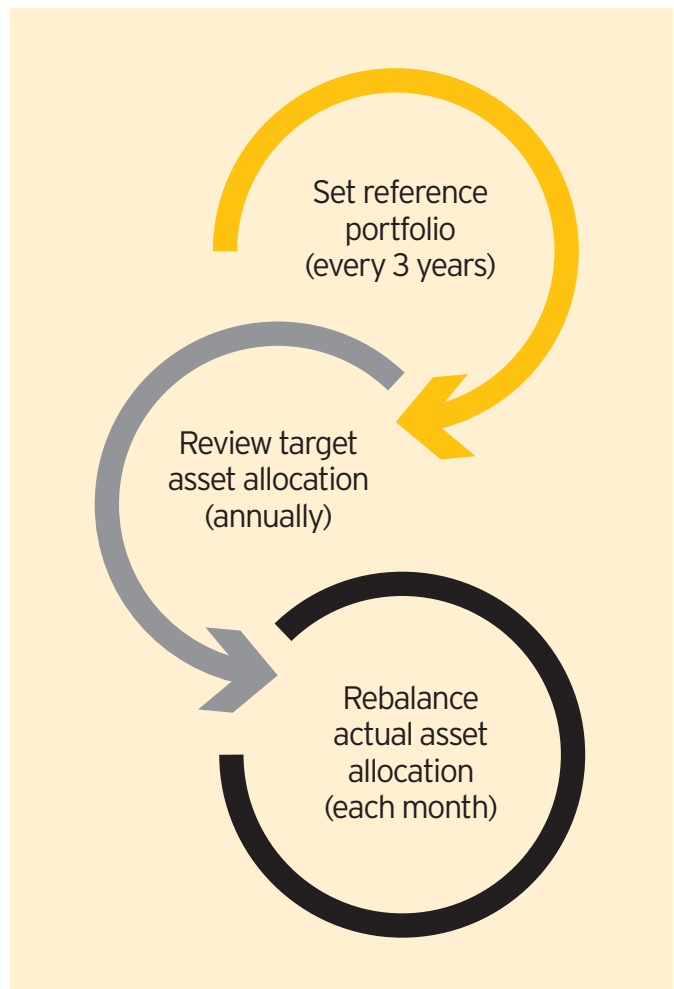 Set reference
portfolio
(every 3 years)
Review target
asset allocation
(annually)
Rebalance
actual asset
allocation
(each month)